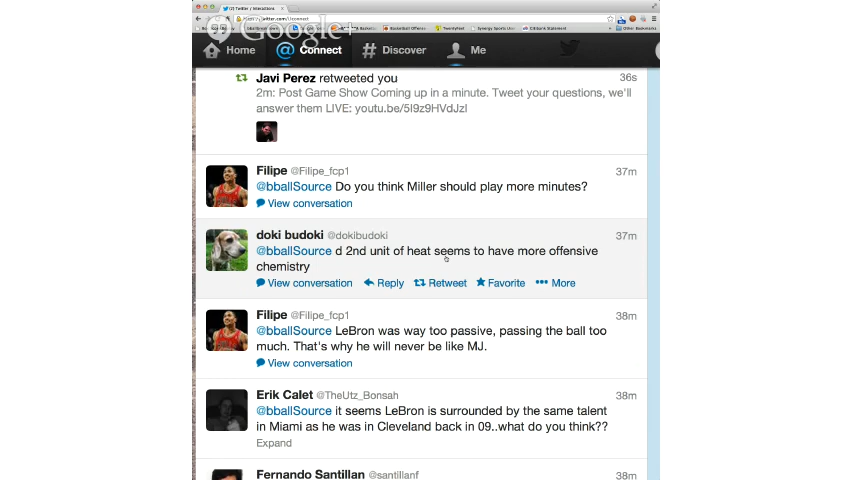 Twitter / Interactions
Google+
Home
Connect
Discover
Me
Javi Perez retweeted you
36s
2m: Post Game Show Coming up in a minute. Tweet your questions, we'll
answer them LIVE: youtu.be/5I9z9HVdJzI
Filipe @Filipe_fcp1
37m
@bballSource Do you think Miller should play more minutes?
View conversation
doki budoki @dokibudoki
37m
@bballSource d 2nd unit of heat seems to have more offensive
chemistry
View conversation Reply Retweet Favorite More
Filipe @Filipe_fcp1
38m
@bballSource LeBron was way too passive, passing the ball too
much. That's why he will never be like MJ.
View conversation
Erik Calet @TheUtz_Bonsah
38m
@bballSource it seems LeBron is surrounded by the same talent
in Miami as he was in Cleveland back in 09..what do you think??
Expand
Fernando Santillan @santillanf
38m